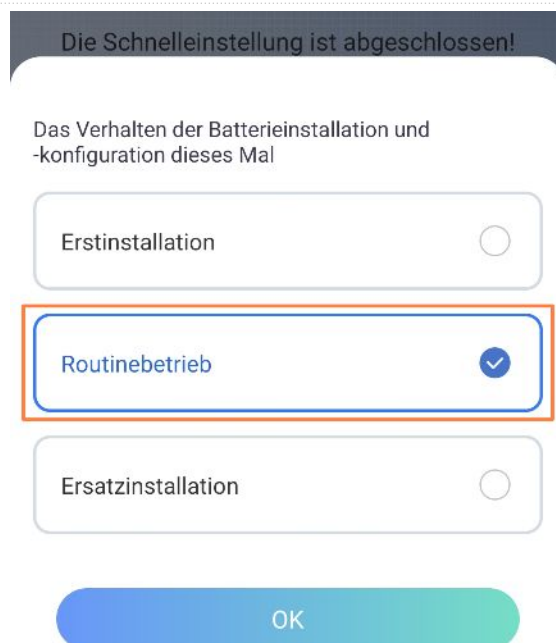 Die Schnelleinstellung ist abgeschlossen!
Das Verhalten der Batterieinstallation und
-konfiguration dieses Mal
Erstinstallation
Routinebetrieb
Ersatzinstallation
OK